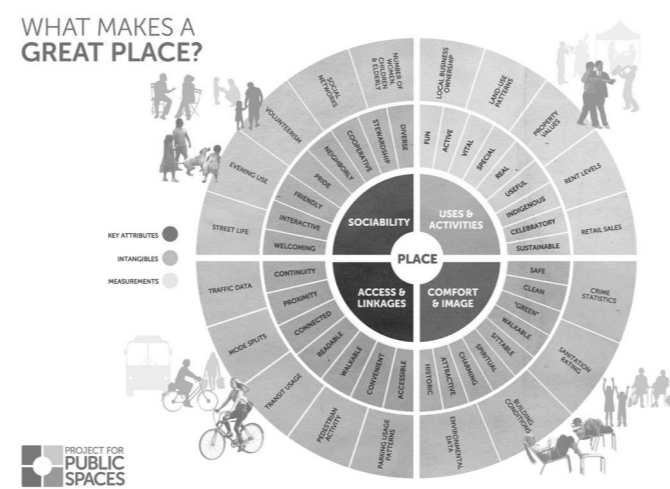 WHAT MAKES A
GREAT PLACE?
KEY ATTRIBUTES
INTANGIBLES
MEASUREMENTS
PLACE
SOCIABILITY
USES &
ACTIVITIES
ACCESS &
LINKAGES
COMFORT
& IMAGE
WELCOMING
INTERACTIVE
FRIENDLY
PRIDE
NEIGHBORLY
COOPERATIVE
STEWARDSHIP
DIVERSE
STREET LIFE
EVENING USE
VOLUNTEERISM
SOCIAL
NETWORKS
NUMBER OF
WOMEN,
CHILDREN
& ELDERLY
FUN
ACTIVE
VITAL
SPECIAL
REAL
USEFUL
INDIGENOUS
CELEBRATORY
SUSTAINABLE
LOCAL BUSINESS
OWNERSHIP
LAND-USE
PATTERNS
PROPERTY
VALUES
RENT LEVELS
RETAIL SALES
SAFE
CLEAN
"GREEN"
WALKABLE
SITTABLE
SPIRITUAL
CHARMING
ATTRACTIVE
HISTORIC
CRIME
STATISTICS
SANITATION
RATING
BUILDING
CONDITIONS
ENVIRONMENTAL
DATA
CONTINUITY
PROXIMITY
CONNECTED
READABLE
WALKABLE
CONVENIENT
ACCESSIBLE
TRAFFIC DATA
MODE SPLITS
TRANSIT USAGE
PEDESTRIAN
ACTIVITY
PARKING USAGE
PATTERNS
PROJECT FOR
PUBLIC
SPACES